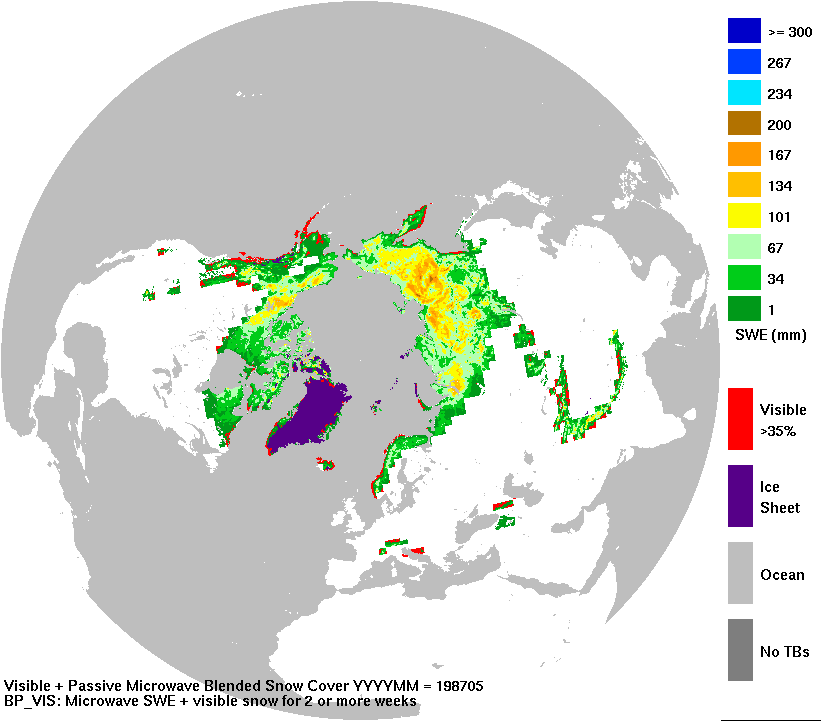 >= 300
267
234
200
167
134
101
67
34
1
SWE (mm)
Visible
>35%
Ice
Sheet
Ocean
No TBs
Visible + Passive Microwave Blended Snow Cover YYYYMM = 198705
BP_VIS: Microwave SWE + visible snow for 2 or more weeks